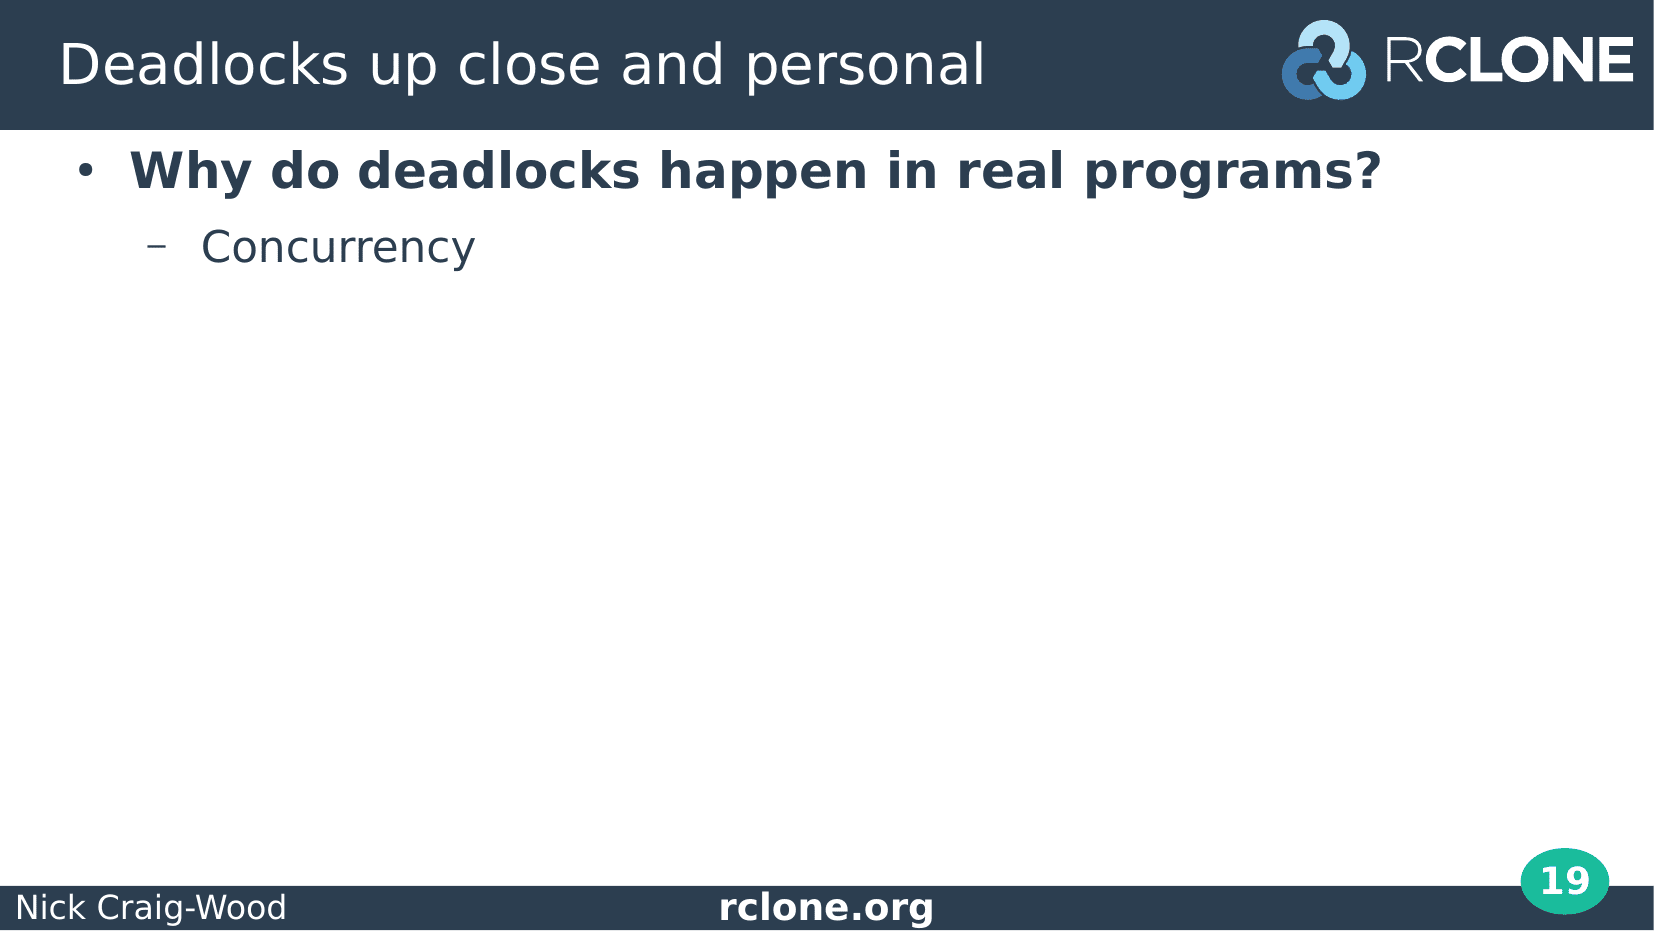 Deadlocks up close and personal
RCLONE
• Why do deadlocks happen in real programs?
– Concurrency
19
Nick Craig-Wood
rclone.org